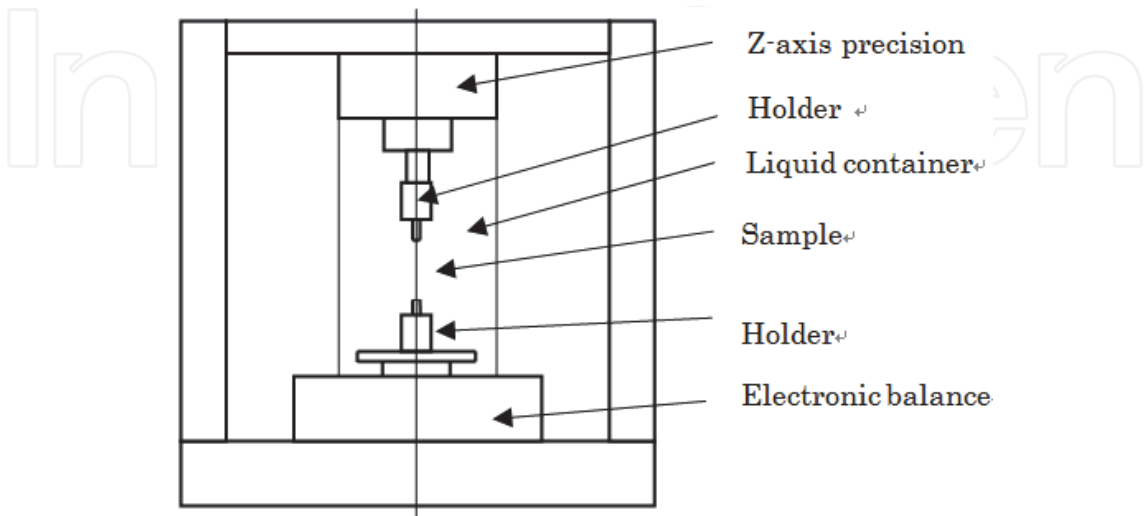 Z-axis precision
Holder ↵
Liquid container↵
Sample↵
Holder↵
Electronic balance